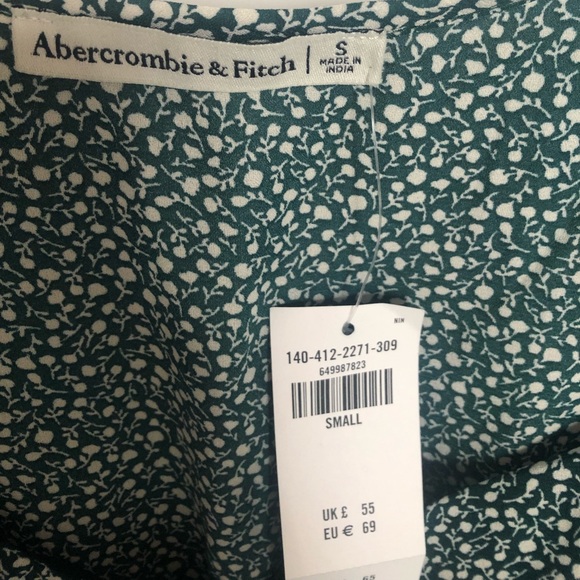 Abercrombie & Fitch | S
MADE IN
INDIA
140-412-2271-309
649987823
SMALL
UK £ 55
EU € 69